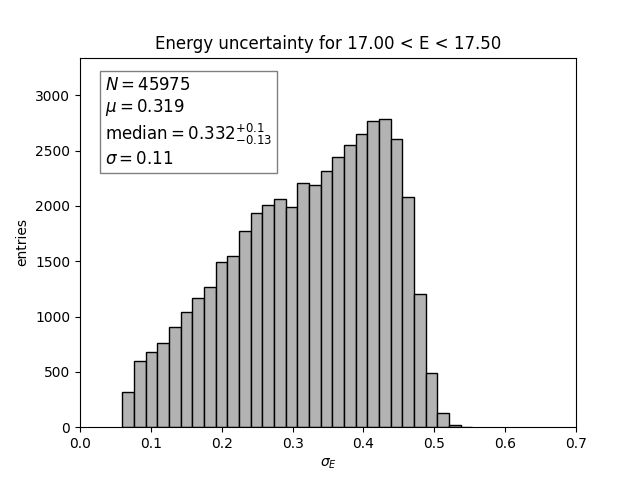 Energy uncertainty for 17.00 < E < 17.50
N = 45975
μ = 0.319
median = 0.332 +0.1 −0.13
σ = 0.11
3000
2500
2000
1500
1000
500
0
entries
0.0 0.1 0.2 0.3 0.4 0.5 0.6 0.7
σ_E